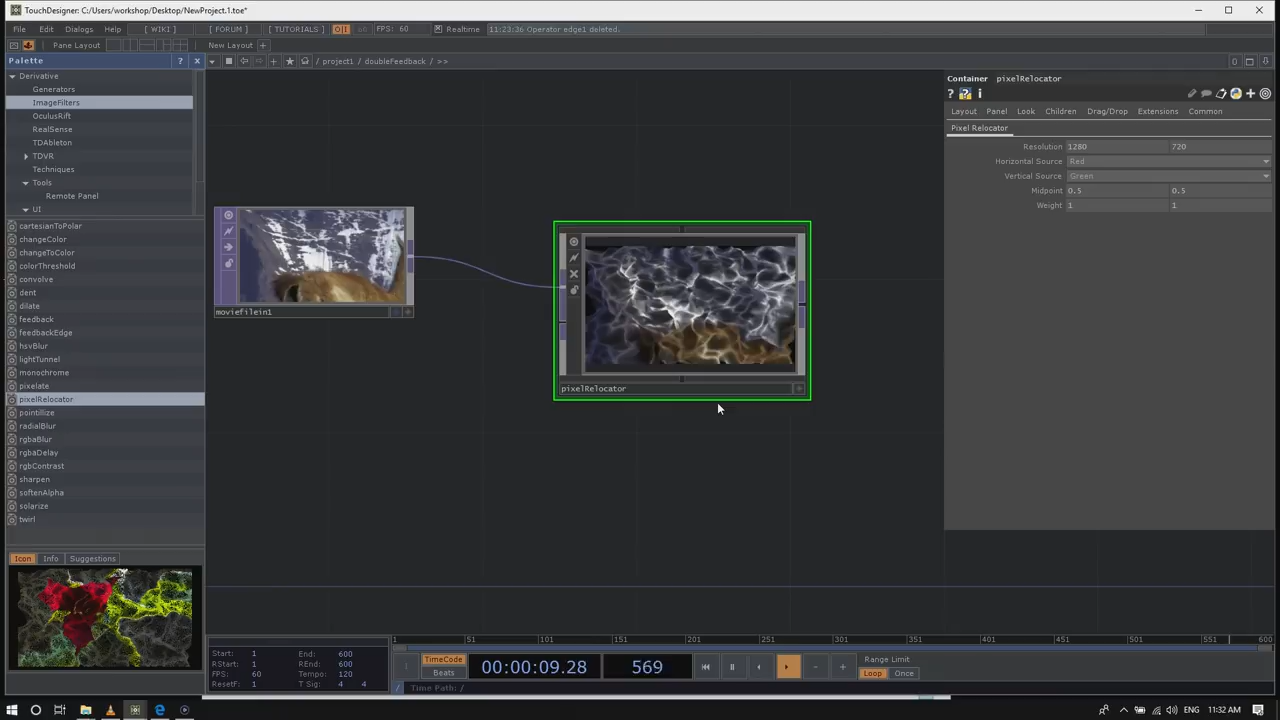 TouchDesigner: C:/Users/workshop/Desktop/NewProject.1.toe*
File Edit Dialogs Help [ WIKI ] [ FORUM ] [ TUTORIALS ] O|I FPS: 60 Realtime 11:23:36 Operator edge1 deleted.
Pane Layout New Layout +
Palette ? x / project1 / doubleFeedback / >> 0
Derivative
Generators
ImageFilters
OculusRift
RealSense
TDAbleton
TDVR
Techniques
Tools
Remote Panel
UI
cartesianToPolar
changeColor
changeToColor
colorThreshold
convolve
dent
dilate
feedback
feedbackEdge
hsvBlur
lightTunnel
monochrome
pixelate
pixelRelocator
pointillize
radialBlur
rgbaBlur
rgbaDelay
rgbContrast
sharpen
softenAlpha
solarize
twirl
Icon Info Suggestions
moviefilein1
pixelRelocator
Container pixelRelocator
? ? i
Layout Panel Look Children Drag/Drop Extensions Common
Pixel Relocator
Resolution 1280 720
Horizontal Source Red
Vertical Source Green
Midpoint 0.5 0.5
Weight 1 1
1 51 101 151 201 251 301 351 401 451 501 551 600
Start: 1 End: 600
RStart: 1 REnd: 600
FPS: 60 Tempo: 120
ResetF: 1 T Sig: 4 4
TimeCode
Beats
00:00:09.28 569
Range Limit
Loop Once
/ Time Path: /
ENG 11:32 AM